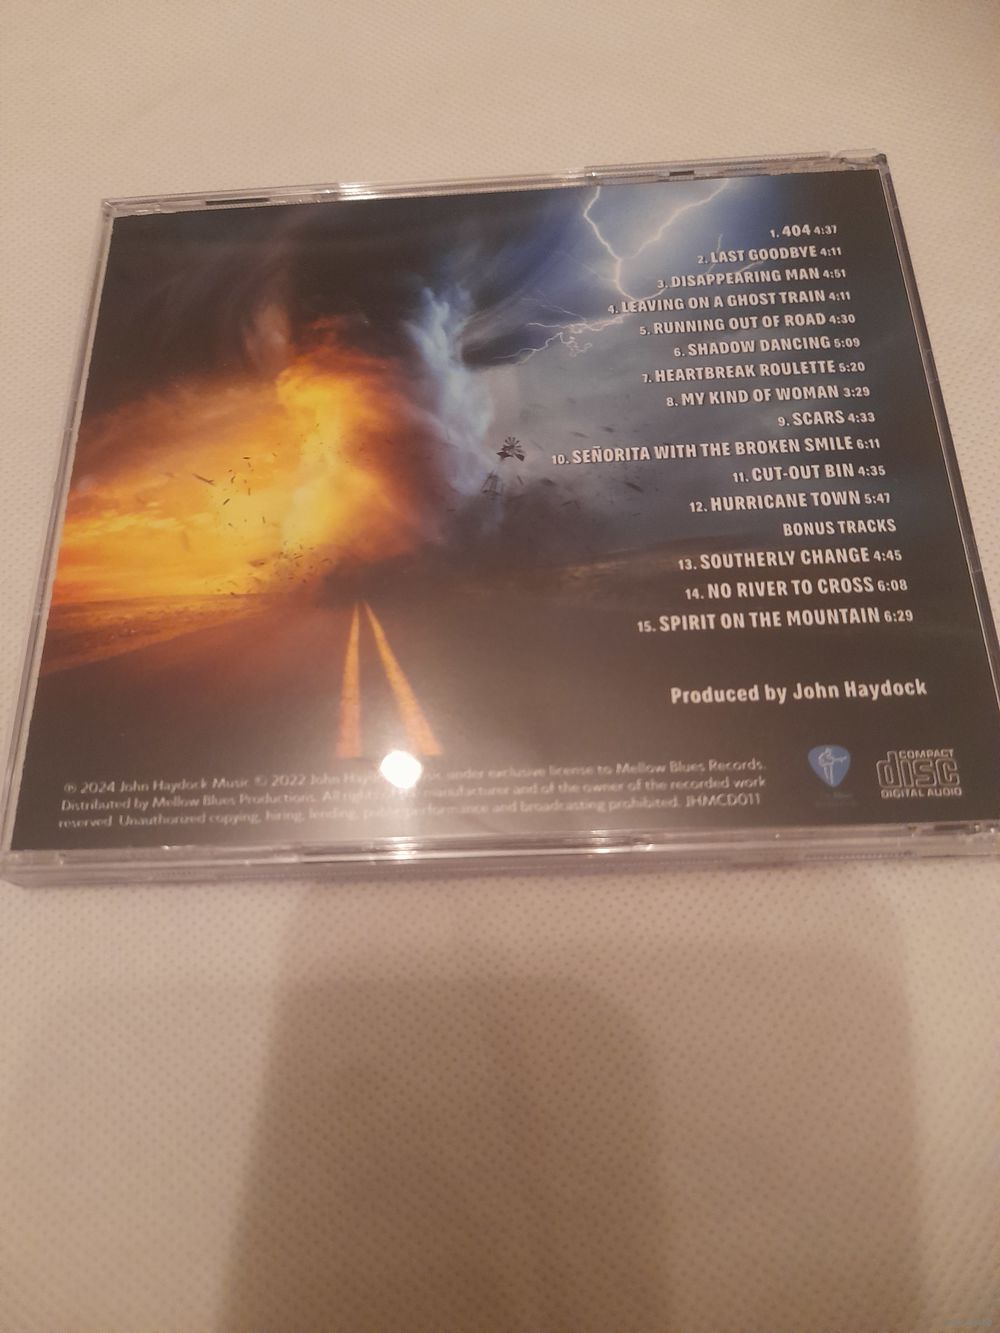 1. 404 4:37
2. LAST GOODBYE 4:11
3. DISAPPEARING MAN 4:51
4. LEAVING ON A GHOST TRAIN 4:11
5. RUNNING OUT OF ROAD 4:30
6. SHADOW DANCING 5:09
7. HEARTBREAK ROULETTE 5:20
8. MY KIND OF WOMAN 3:29
9. SCARS 4:33
10. SEÑORITA WITH THE BROKEN SMILE 6:11
11. CUT-OUT BIN 4:35
12. HURRICANE TOWN 5:47
BONUS TRACKS
13. SOUTHERLY CHANGE 4:45
14. NO RIVER TO CROSS 6:08
15. SPIRIT ON THE MOUNTAIN 6:29
Produced by John Haydock
℗ 2024 John Haydock Music © 2022 John under exclusive license to Mellow Blues Records.
Distributed by Mellow Blues Productions. All manufacturer and of the owner of the recorded work
reserved. Unauthorized copying, hiring, lending, public performance and broadcasting prohibited. JHMCD011
COMPACT
disc
DIGITAL AUDIO